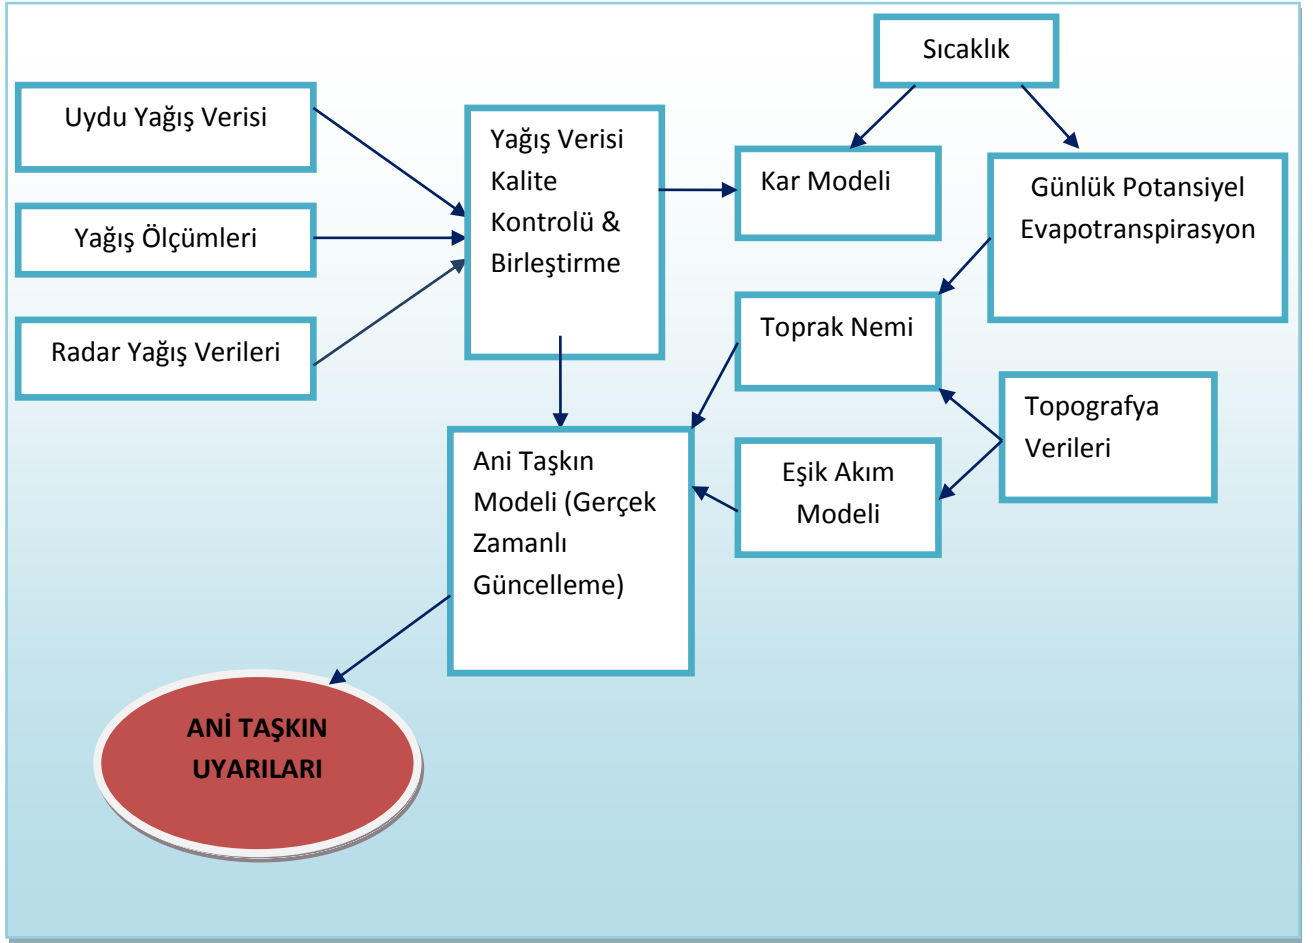 Sıcaklık
Uydu Yağış Verisi
Yağış Ölçümleri
Radar Yağış Verileri
Yağış Verisi
Kalite
Kontrolü &
Birleştirme
Kar Modeli
Günlük Potansiyel
Evapotranspirasyon
Toprak Nemi
Topografya
Verileri
Eşik Akım
Modeli
Ani Taşkın
Modeli (Gerçek
Zamanlı
Güncelleme)
ANİ TAŞKIN
UYARILARI